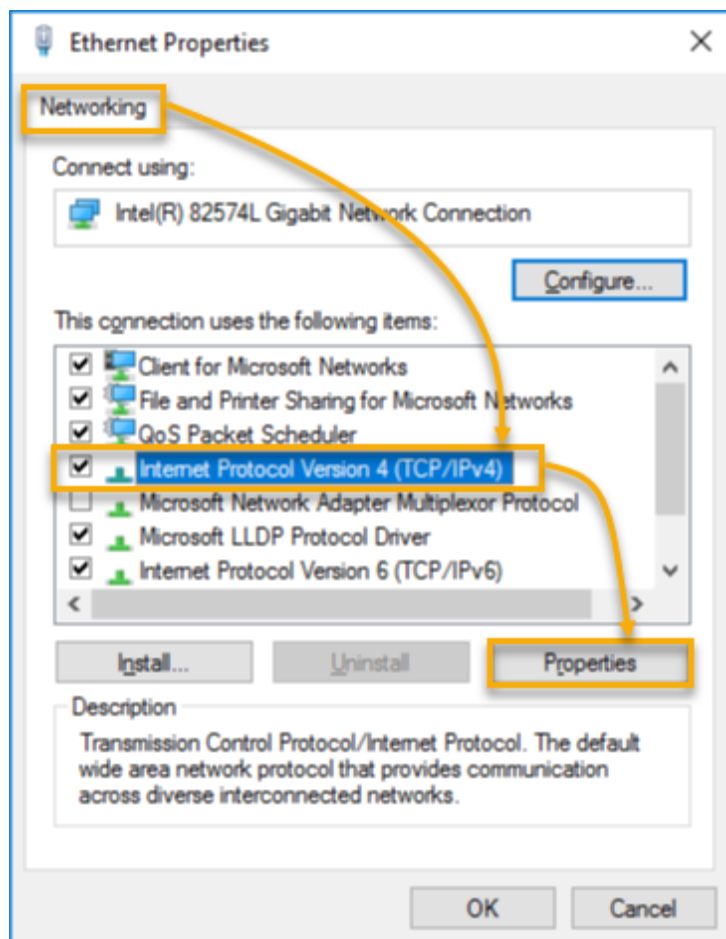 Ethernet Properties
Networking
Connect using:
Intel(R) 82574L Gigabit Network Connection
Configure...
This connection uses the following items:
Client for Microsoft Networks
File and Printer Sharing for Microsoft Networks
QoS Packet Scheduler
Internet Protocol Version 4 (TCP/IPv4)
Microsoft Network Adapter Multiplexor Protocol
Microsoft LLDP Protocol Driver
Internet Protocol Version 6 (TCP/IPv6)
Install... Uninstall Properties
Description
Transmission Control Protocol/Internet Protocol. The default
wide area network protocol that provides communication
across diverse interconnected networks.
OK Cancel